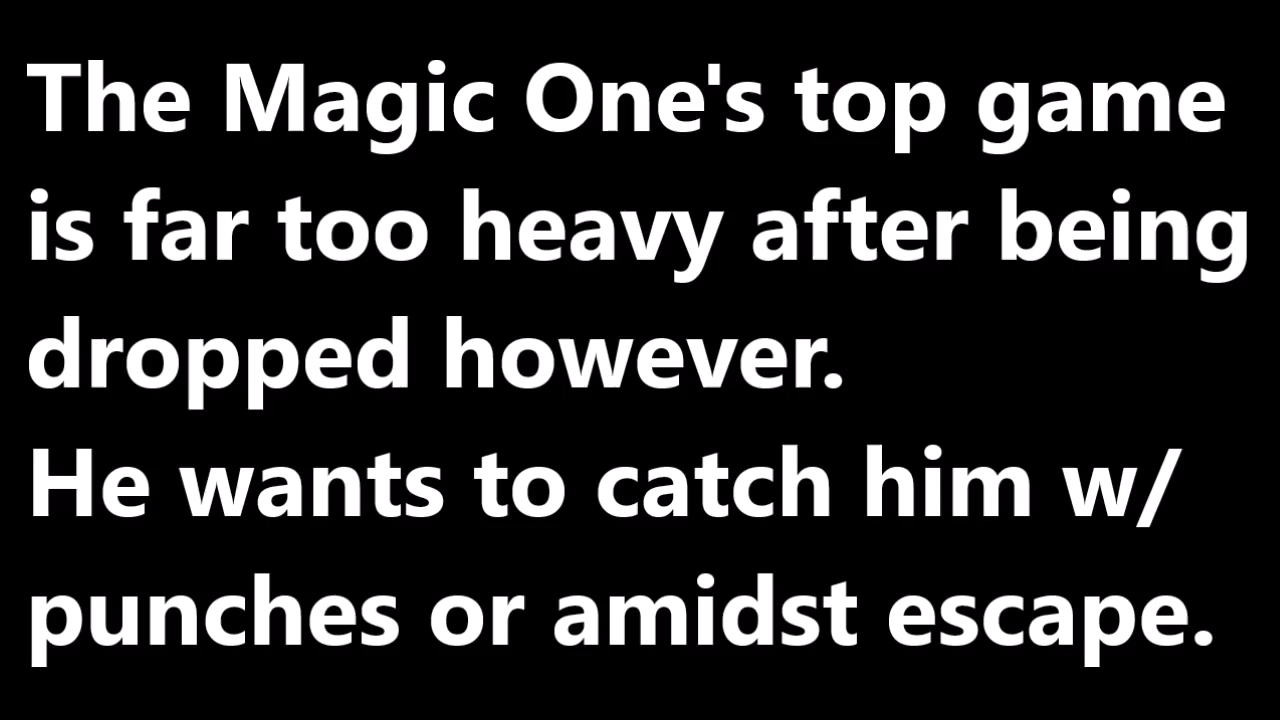 The Magic One's top game
is far too heavy after being
dropped however.
He wants to catch him w/
punches or amidst escape.